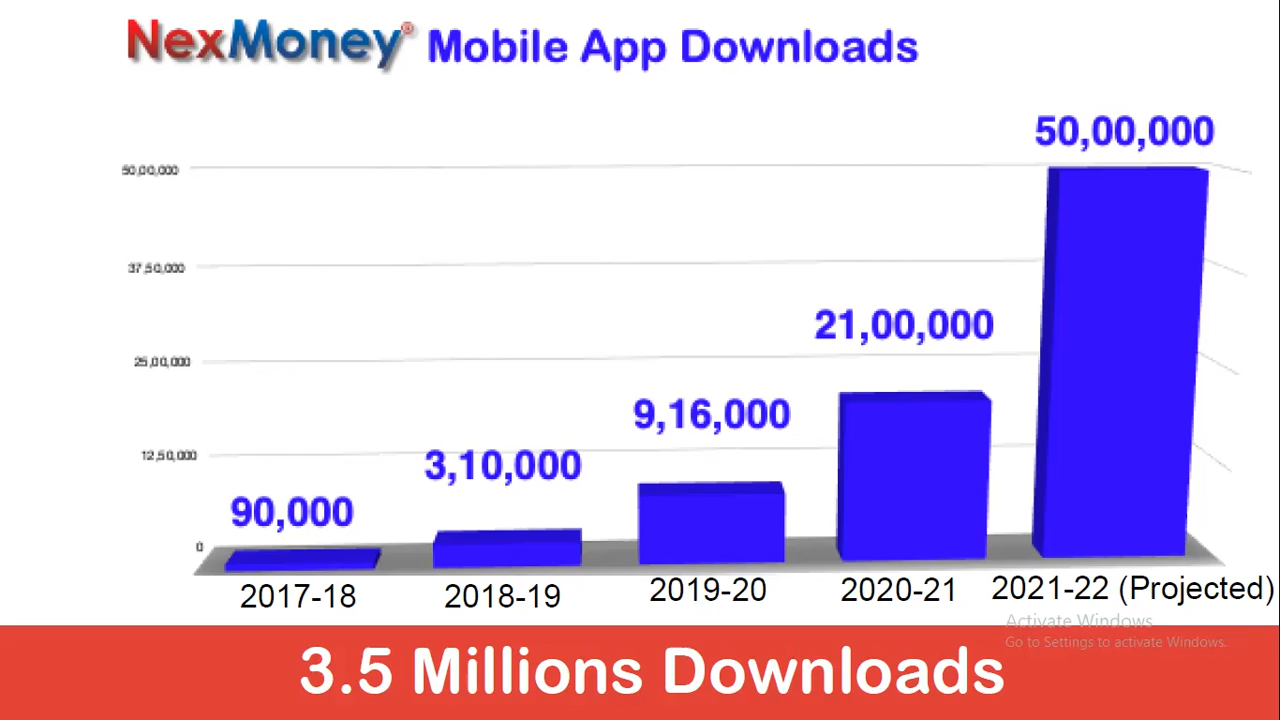 NexMoney® Mobile App Downloads
50,00,000
50,00,000
37,50,000
21,00,000
25,00,000
9,16,000
12,50,000
3,10,000
90,000
0
2017-18 2018-19 2019-20 2020-21 2021-22 (Projected)
Activate Windows
Go to Settings to activate Windows.
3.5 Millions Downloads